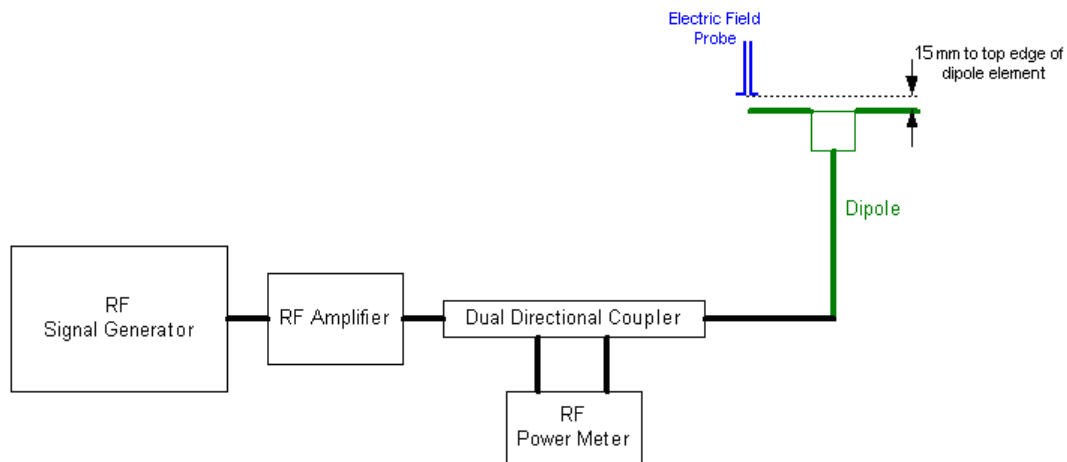 Electric Field
Probe
15 mm to top edge of
dipole element
Dipole
RF
Signal Generator
RF Amplifier
Dual Directional Coupler
RF
Power Meter